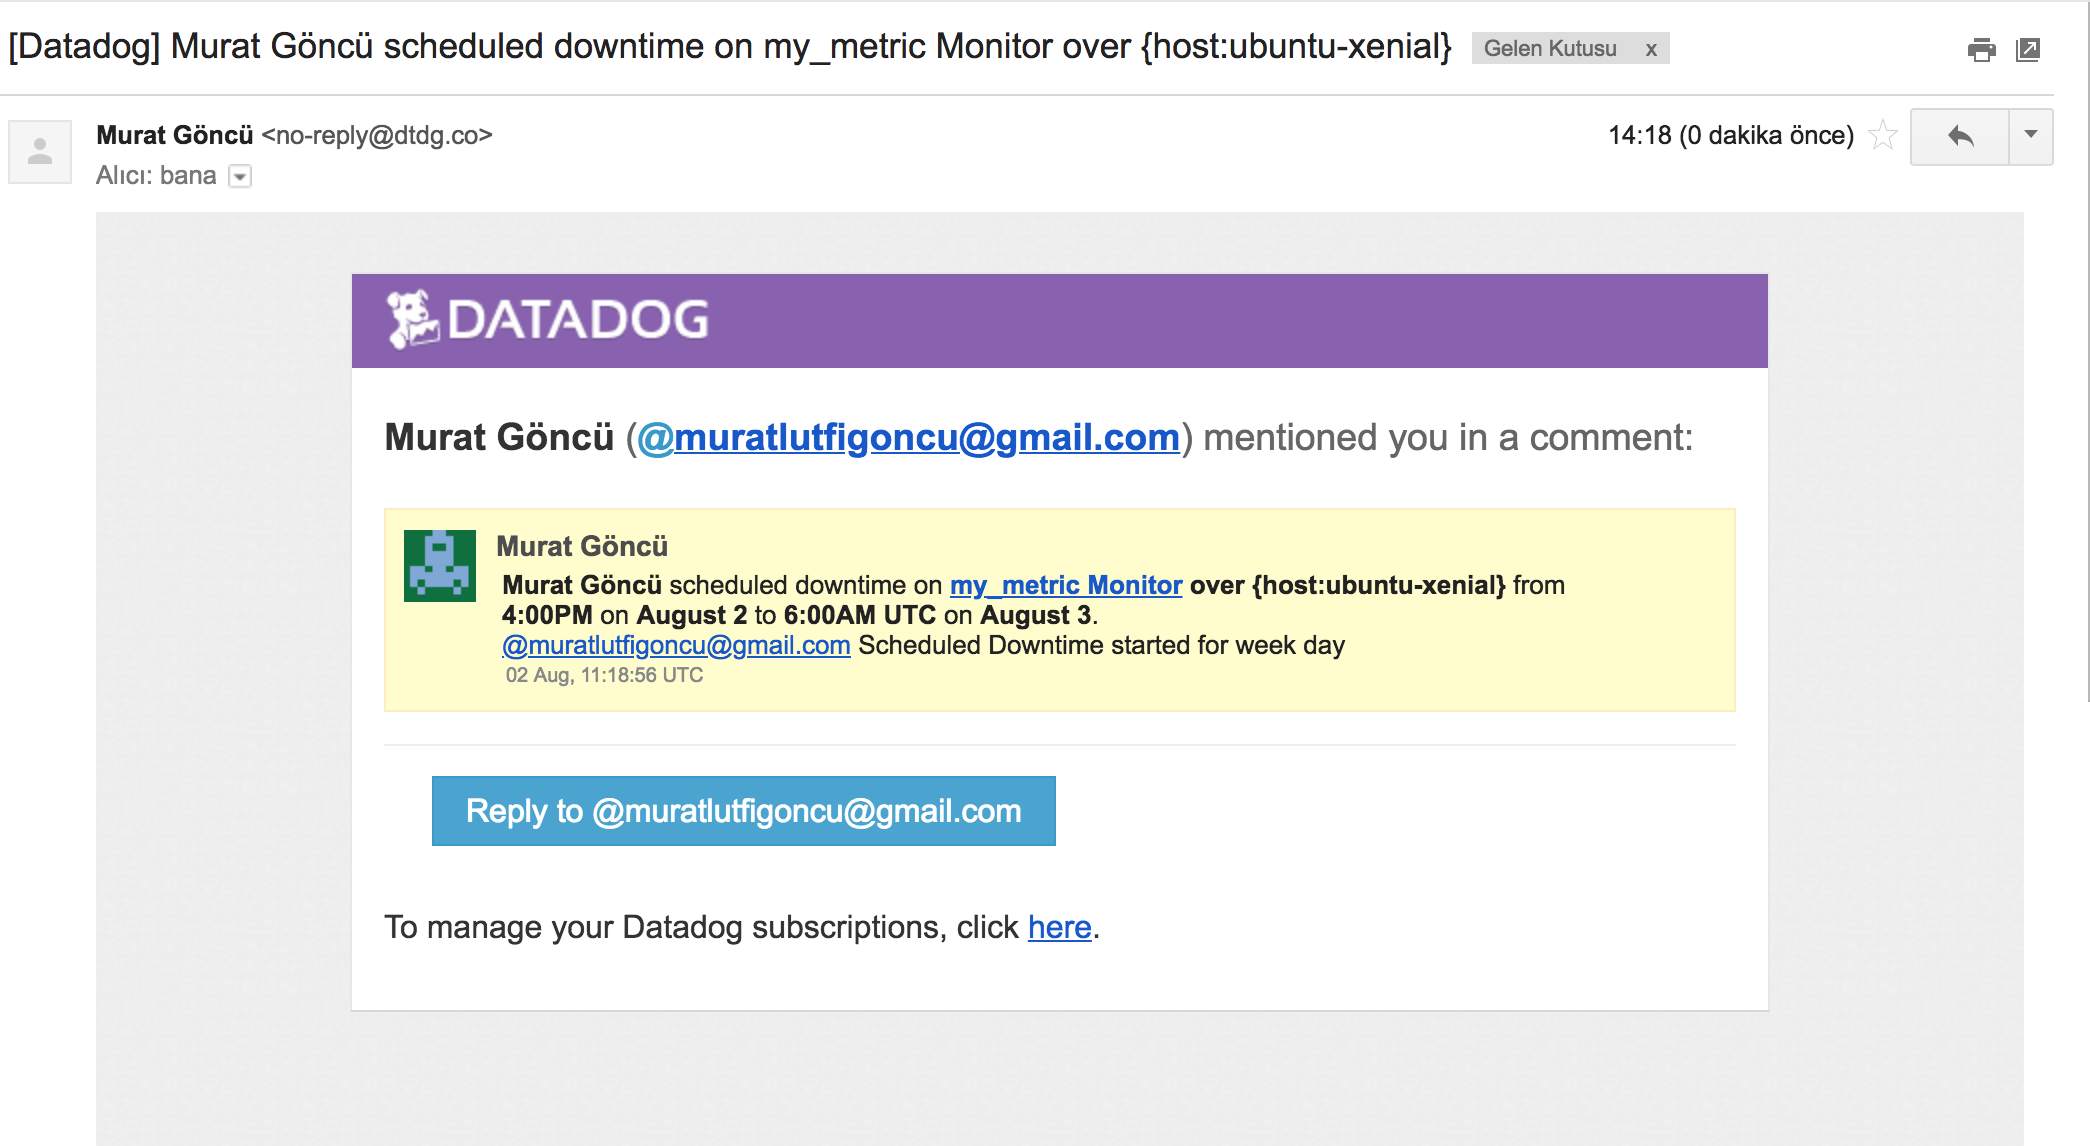 [Datadog] Murat Göncü scheduled downtime on my_metric Monitor over {host:ubuntu-xenial} Gelen Kutusu x
Murat Göncü <no-reply@dtdg.co> 14:18 (0 dakika önce)
Alıcı: bana
DATADOG
Murat Göncü (@muratlutfigoncu@gmail.com) mentioned you in a comment:
Murat Göncü
Murat Göncü scheduled downtime on my_metric Monitor over {host:ubuntu-xenial} from
4:00PM on August 2 to 6:00AM UTC on August 3.
@muratlutfigoncu@gmail.com Scheduled Downtime started for week day
02 Aug, 11:18:56 UTC
Reply to @muratlutfigoncu@gmail.com
To manage your Datadog subscriptions, click here.